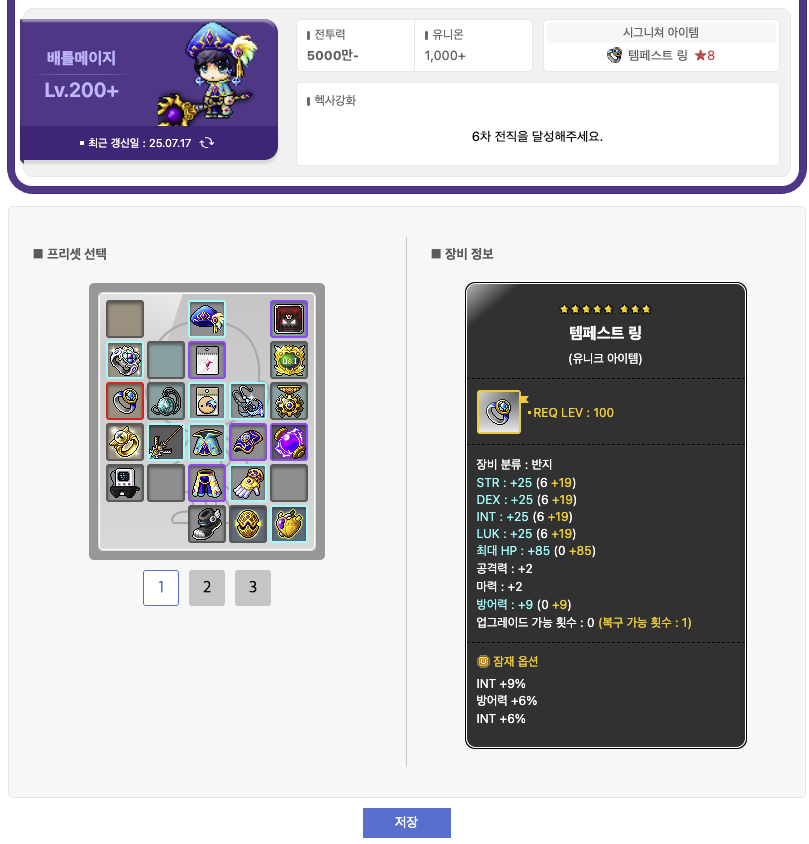 배틀메이지
Lv.200+
최근 갱신일 : 25.07.17
전투력
5000만-
유니온
1,000+
시그니쳐 아이템
템페스트 링 ★8
헥사강화
6차 전직을 달성해주세요.
■ 프리셋 선택
1 2 3
■ 장비 정보
템페스트 링
(유니크 아이템)
REQ LEV : 100
장비 분류 : 반지
STR : +25 (6 +19)
DEX : +25 (6 +19)
INT : +25 (6 +19)
LUK : +25 (6 +19)
최대 HP : +85 (0 +85)
공격력 : +2
마력 : +2
방어력 : +9 (0 +9)
업그레이드 가능 횟수 : 0 (복구 가능 횟수 : 1)
잠재 옵션
INT +9%
방어력 +6%
INT +6%
저장